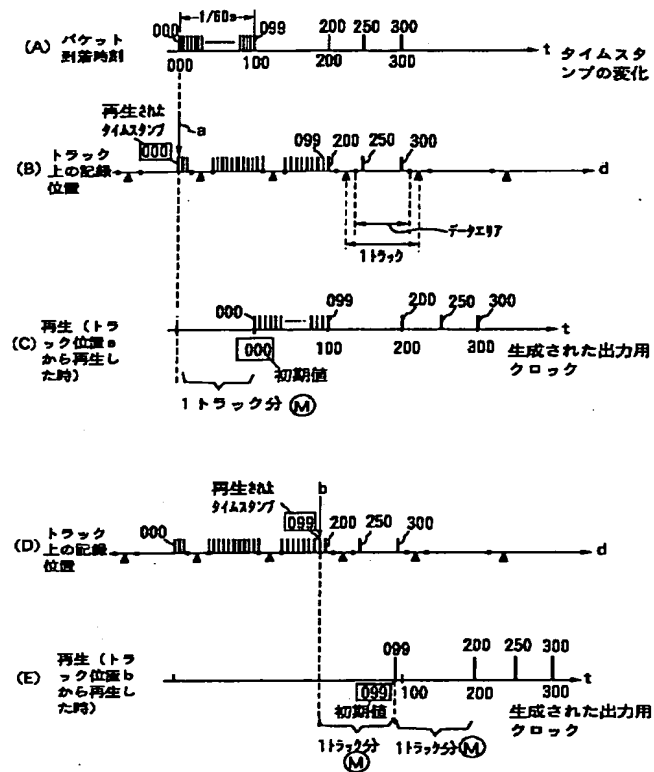 1/60s
000 099 200 250 300
(A) パケット
到着時刻
t
000 100 200 300
タイムスタ
ンプの変化
再生された
タイムスタンプ
000
a
(B) トラック
上の記録
位置
099 200 250 300
d
データエリア
1トラック
000 099 200 250 300
(C) 再生(トラ
ック位置a
から再生し
た時)
t
000 100 200 300
初期値
生成された出力用
クロック
1トラック分 M
再生された
タイムスタンプ
b
099
000 200 250 300
(D) トラック
上の記録
位置
d
099 200 250 300
(E) 再生(トラ
ック位置b
から再生し
た時)
t
099 100 200 300
初期値
生成された出力用
クロック
1トラック分 M
1トラック分 M